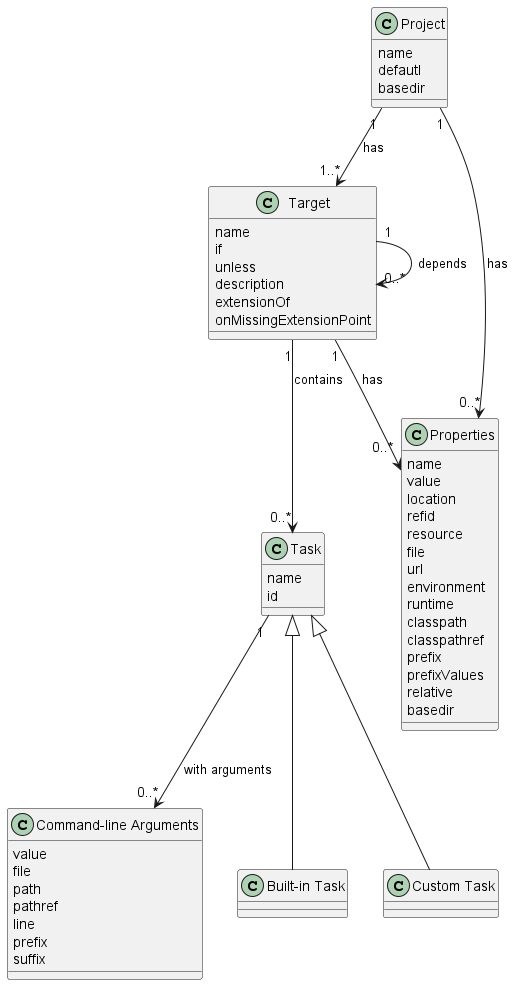 C Project
name
defautl
basedir
1
1
has
1..*
C Target
name
if
unless
description
extensionOf
onMissingExtensionPoint
1
0..*
depends
has
1
1
contains
has
0..*
0..*
C Properties
name
value
location
refid
resource
file
url
environment
runtime
classpath
classpathref
prefix
prefixValues
relative
basedir
0..*
C Task
name
id
1
with arguments
0..*
C Command-line Arguments
value
file
path
pathref
line
prefix
suffix
C Built-in Task
C Custom Task